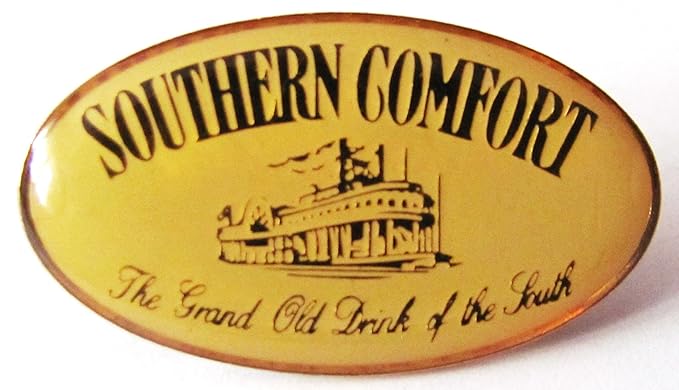 SOUTHERN COMFORT
The Grand Old Drink of the South